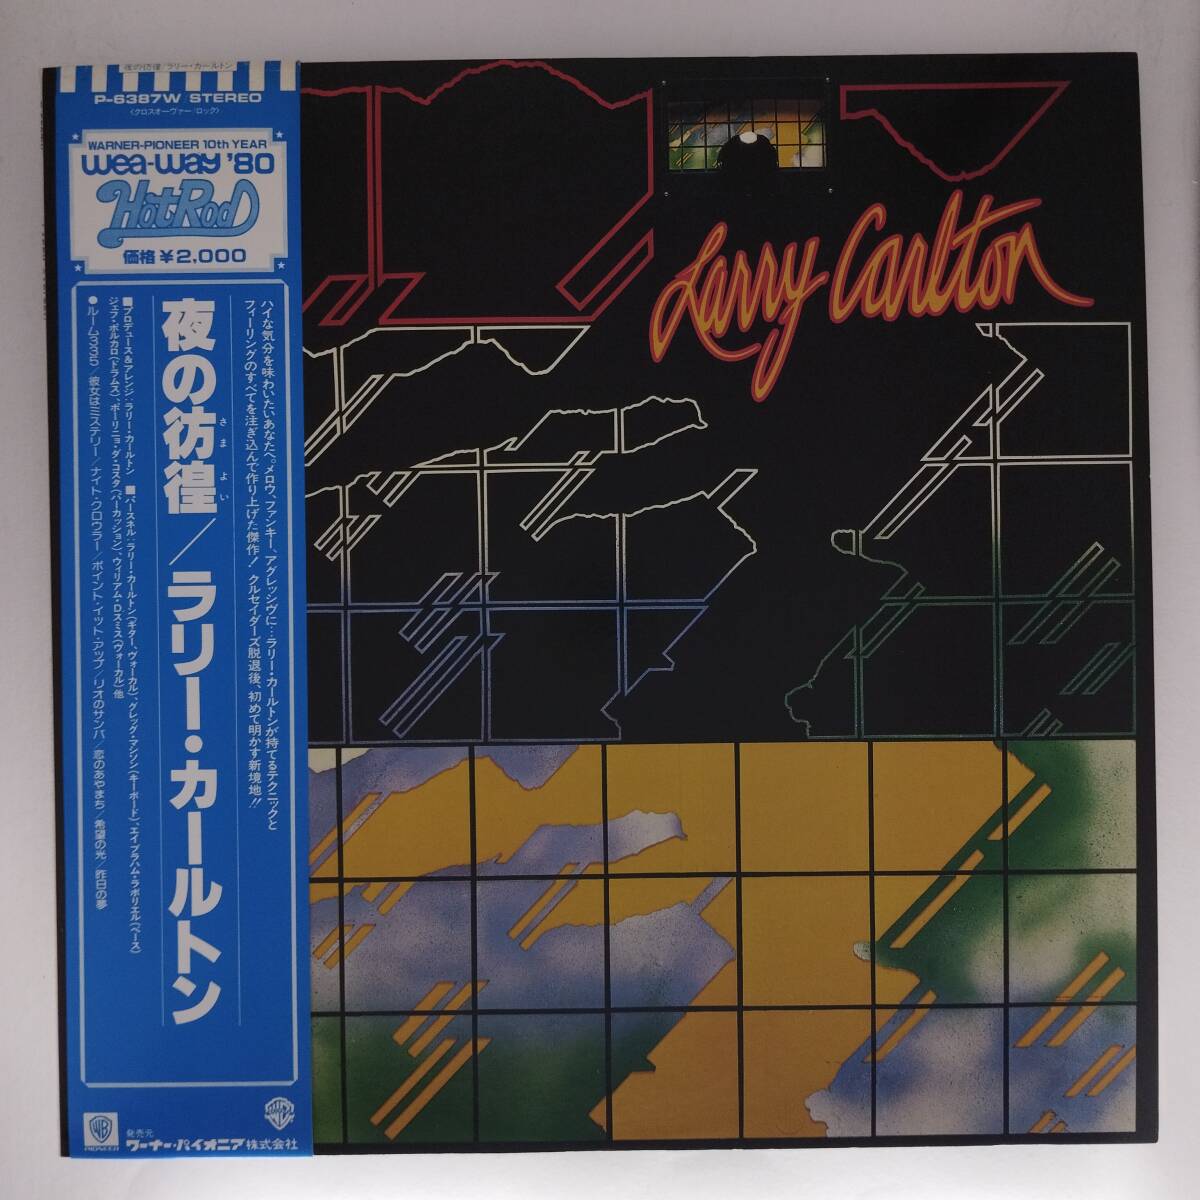 夜の彷徨/ラリー・カールトン
P-6387W/STEREO
〈クロスオーヴァー/ロック〉
WARNER-PIONEER 10th YEAR
wea-way '80
Hot Rod
価格￥2,000
ハイな気分を味わいたいあなたへ。メロウ、ファンキー、アグレッシヴに…ラリー・カールトンが持てるテクニックと
フィーリングのすべてを注ぎ込んで作り上げた傑作！ クルセイダーズ脱退後、初めて明かす新境地!!
夜の彷徨/ラリー・カールトン
さまよい
■プロデュース&アレンジ:ラリー・カールトン ■パースネル:ラリー・カールトン(ギター、ヴォーカル)、グレッグ・マシソン(キーボード)、エイブラハム・ラボリエル(ベース)
ジェフ・ポルカロ(ドラムス)、ポーリニョ・ダ・コスタ(パーカッション)、ウィリアム・D・スミス(ヴォーカル)他
●ルーム335/彼女はミステリー/ナイト・クロウラー/ポイント・イット・アップ/リオのサンバ/恋のあやまち/希望の光/昨日の夢
WB
PIONEER
発売元
ワーナー・パイオニア株式会社
Larry Carlton